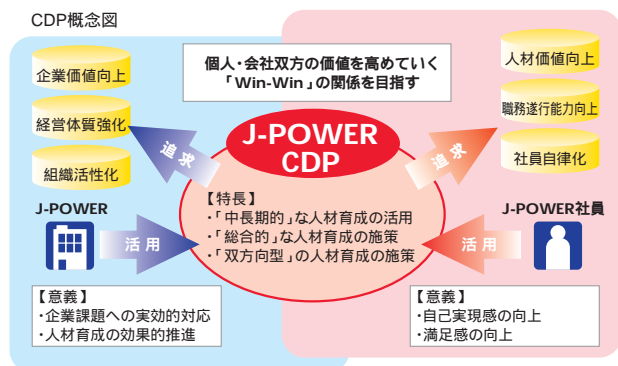 CDP概念図
個人・会社双方の価値を高めていく
「Win-Win」の関係を目指す
企業価値向上
経営体質強化
組織活性化
人材価値向上
職務遂行能力向上
社員自律化
追求
追求
J-POWER
CDP
【特長】
・「中長期的」な人材育成の活用
・「総合的」な人材育成の施策
・「双方向型」の人材育成の施策
J-POWER
活用
J-POWER社員
活用
【意義】
・企業課題への実効的対応
・人材育成の効果的推進
【意義】
・自己実現感の向上
・満足感の向上